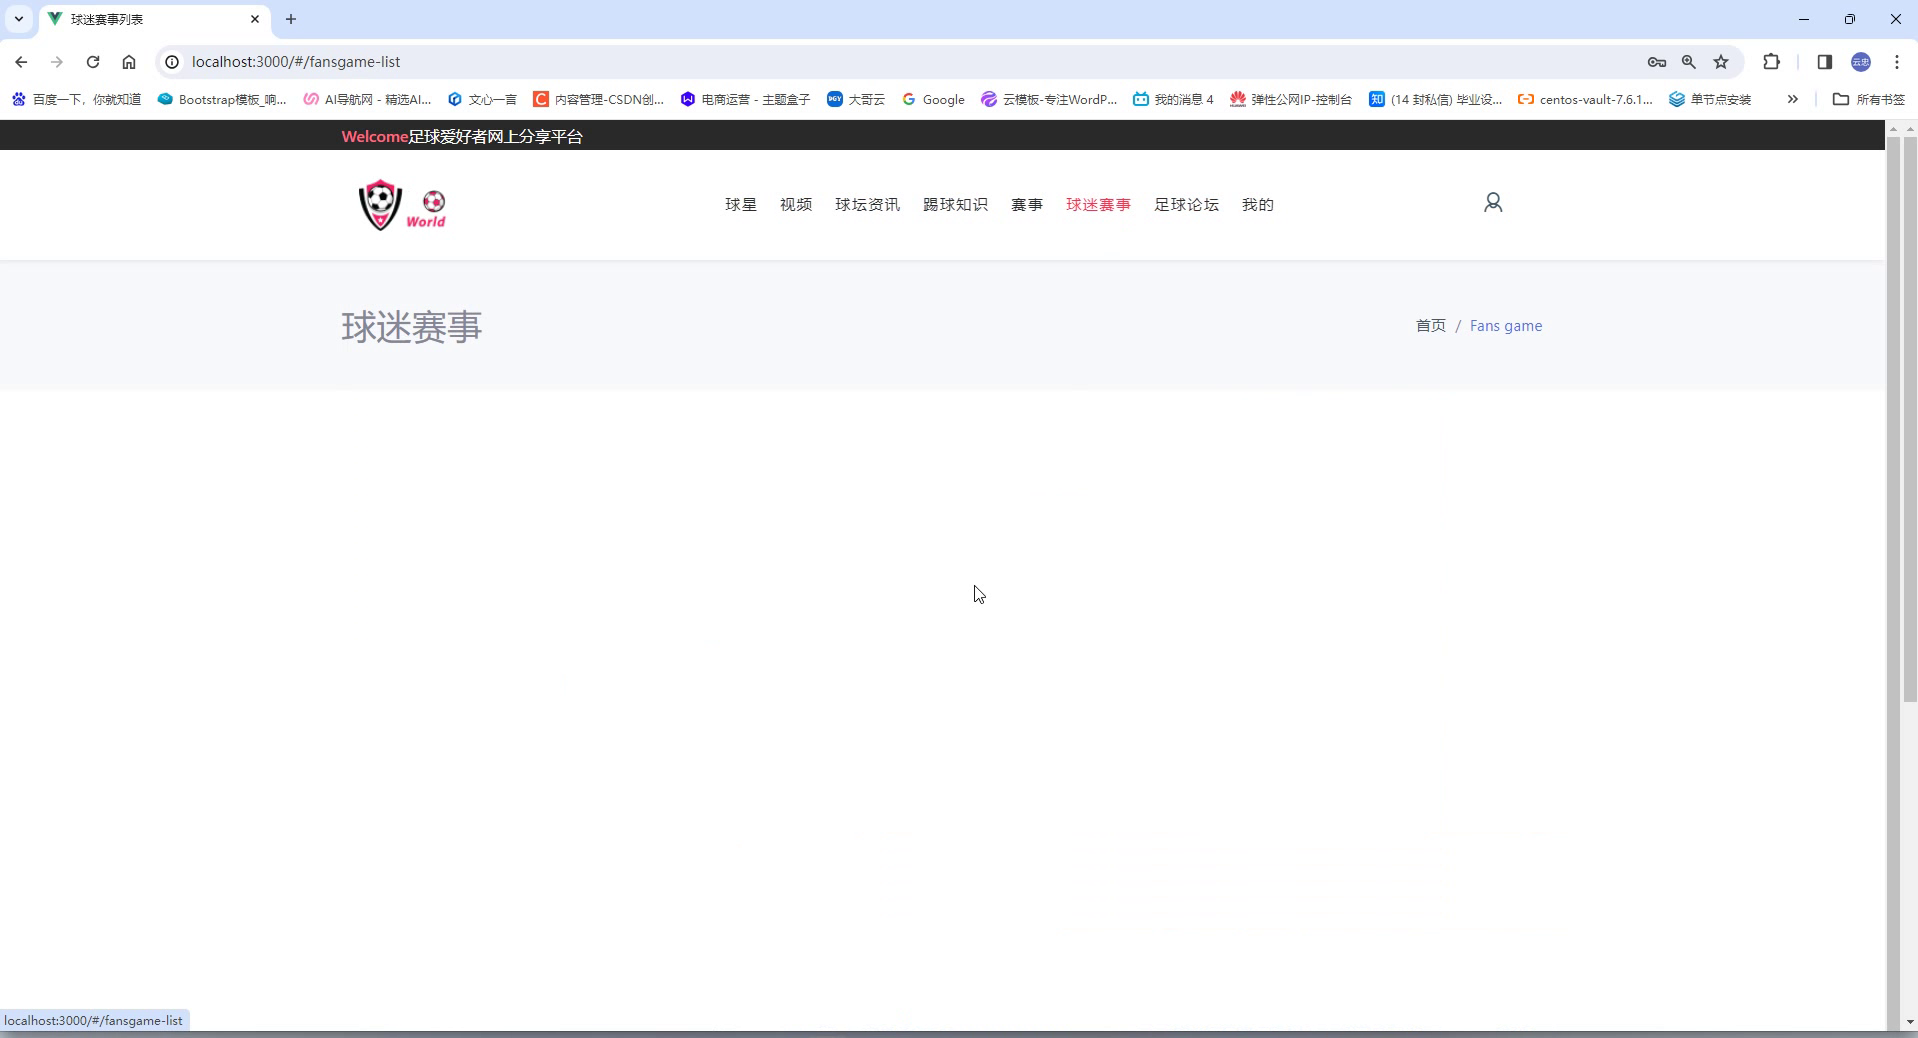 球迷赛事列表
localhost:3000/#/fansgame-list
云忠
百度一下，你就知道
Bootstrap模板_响...
AI导航网 - 精选AI...
文心一言
内容管理-CSDN创...
电商运营 - 主题盒子
大哥云
Google
云模板-专注WordP...
我的消息 4
弹性公网IP-控制台
(14 封私信) 毕业设...
centos-vault-7.6.1...
单节点安装
所有书签
Welcome足球爱好者网上分享平台
World
球星
视频
球坛资讯
踢球知识
赛事
球迷赛事
足球论坛
我的
球迷赛事
首页 / Fans game
localhost:3000/#/fansgame-list